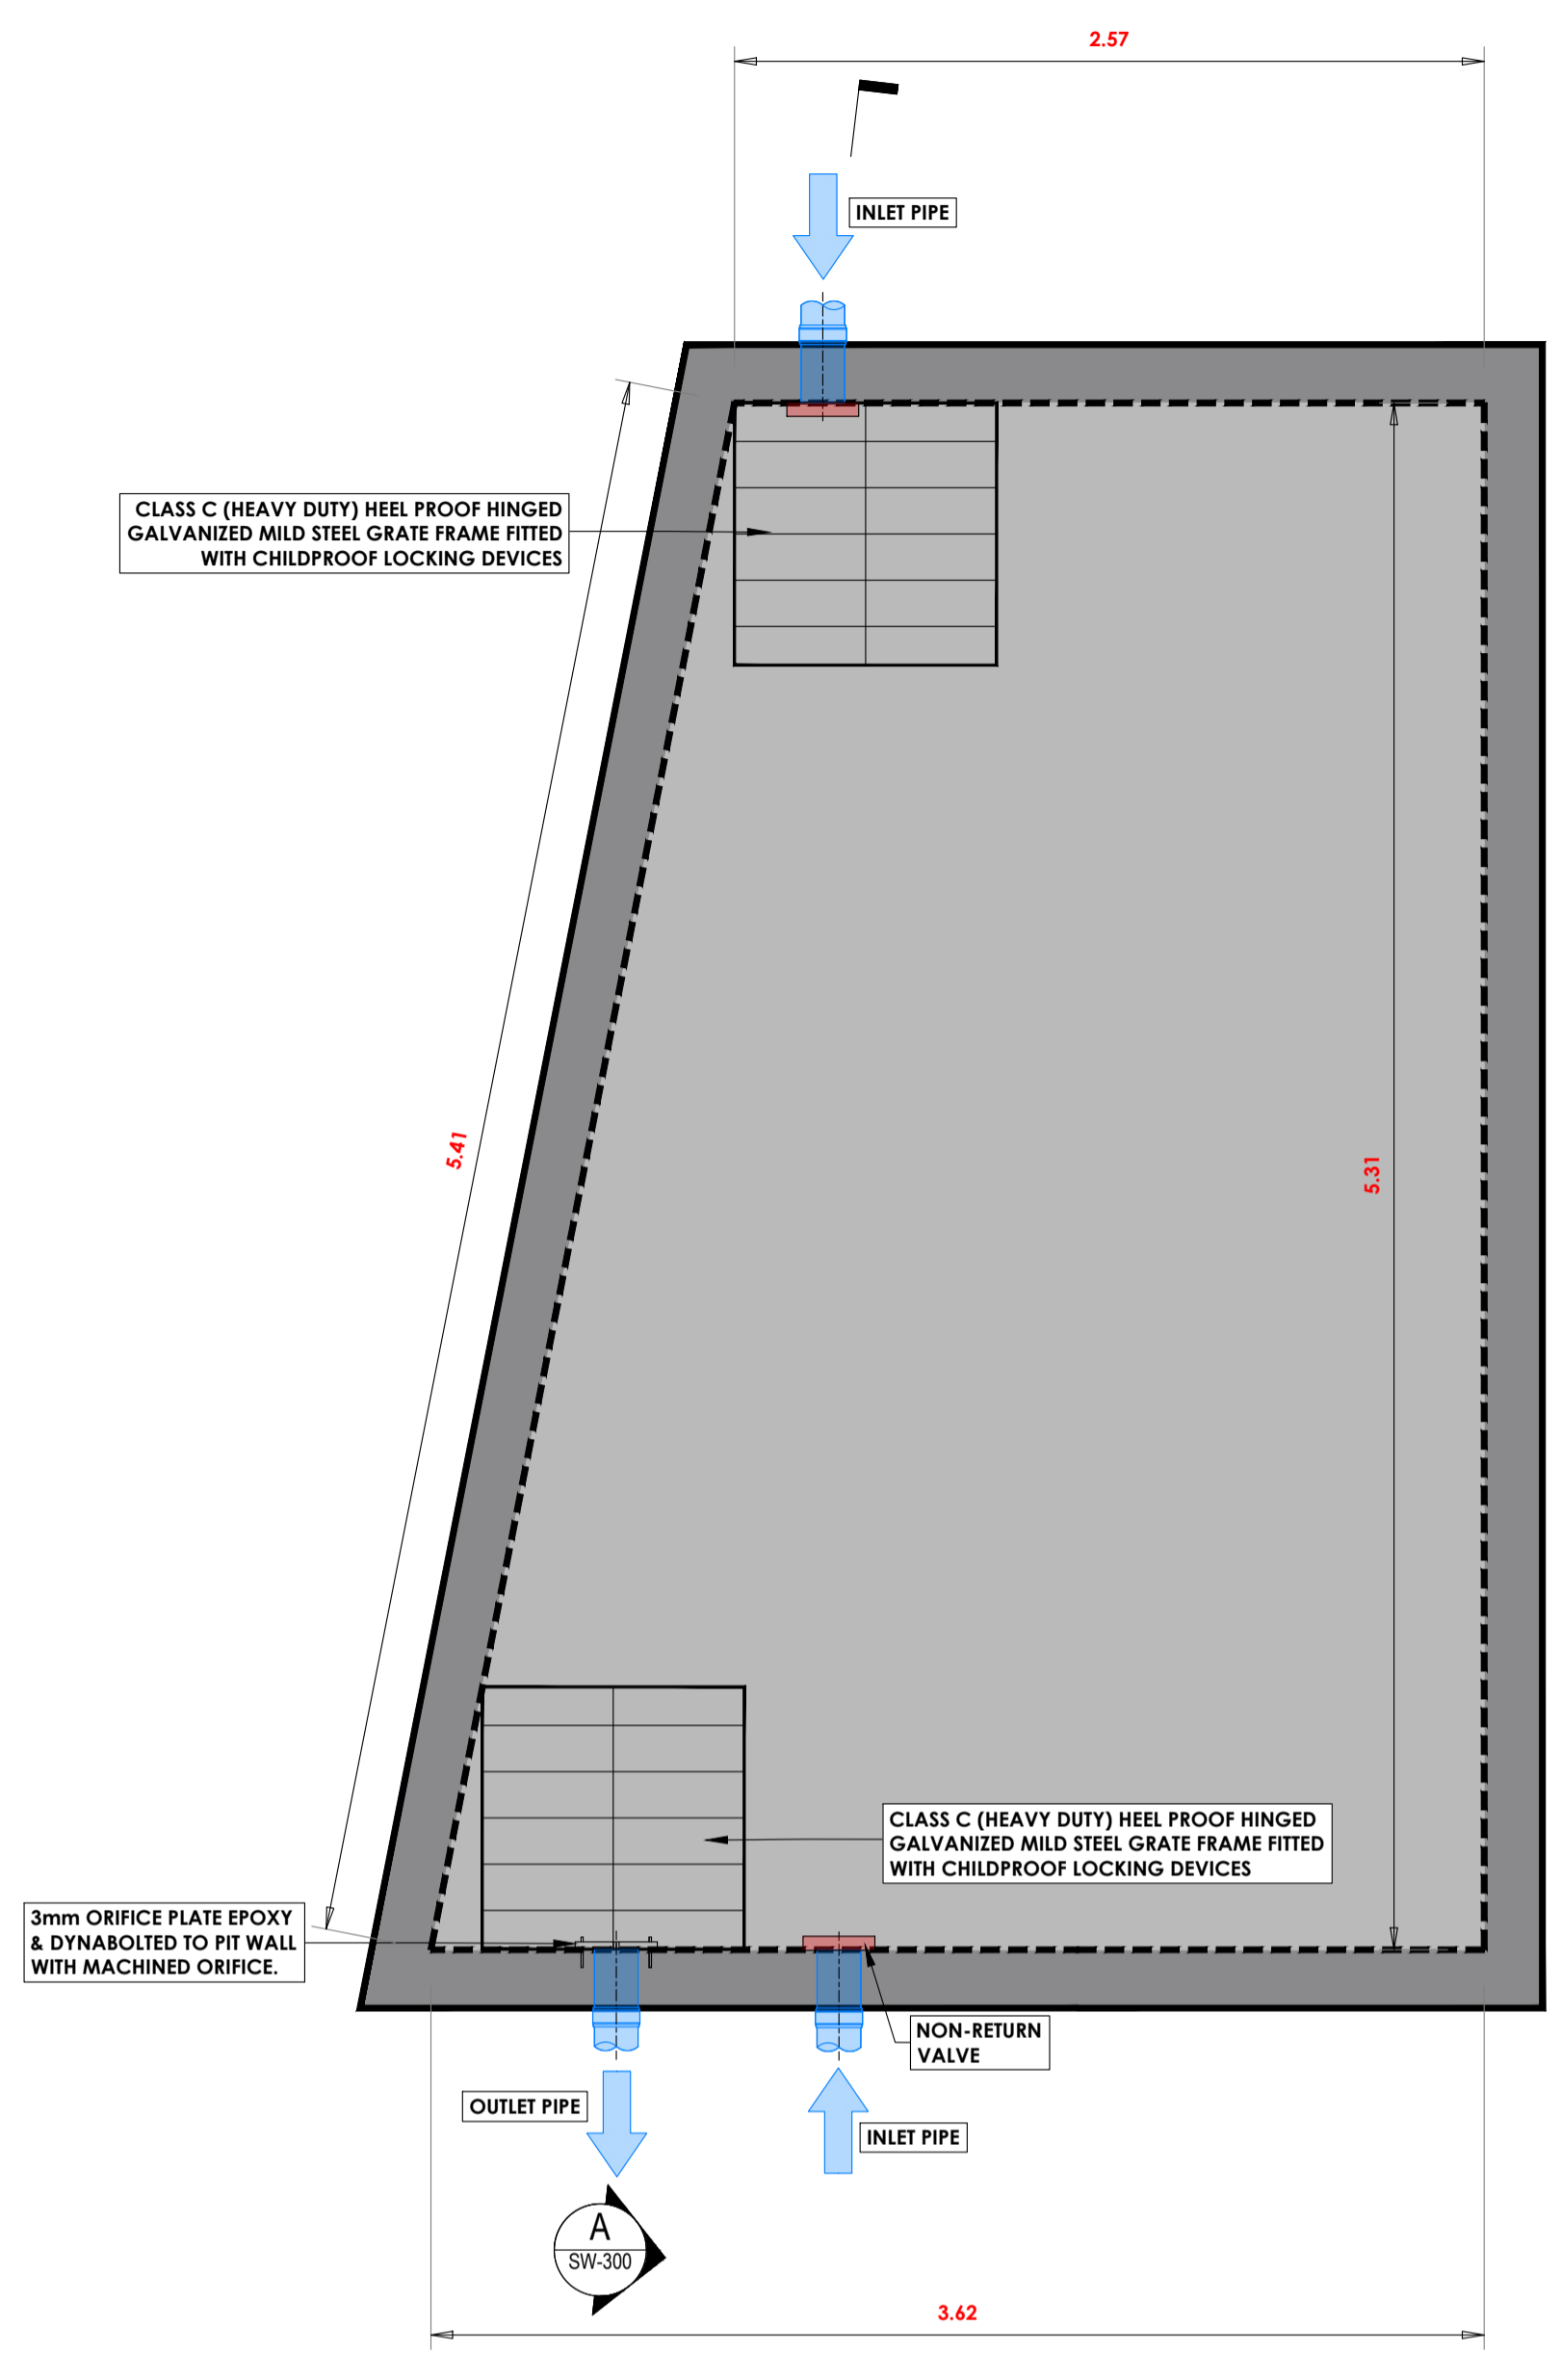 2.57
INLET PIPE
CLASS C (HEAVY DUTY) HEEL PROOF HINGED
GALVANIZED MILD STEEL GRATE FRAME FITTED
WITH CHILDPROOF LOCKING DEVICES
5.41
5.31
CLASS C (HEAVY DUTY) HEEL PROOF HINGED
GALVANIZED MILD STEEL GRATE FRAME FITTED
WITH CHILDPROOF LOCKING DEVICES
3mm ORIFICE PLATE EPOXY
& DYNABOLTED TO PIT WALL
WITH MACHINED ORIFICE.
NON-RETURN
VALVE
OUTLET PIPE
INLET PIPE
A
SW-300
3.62